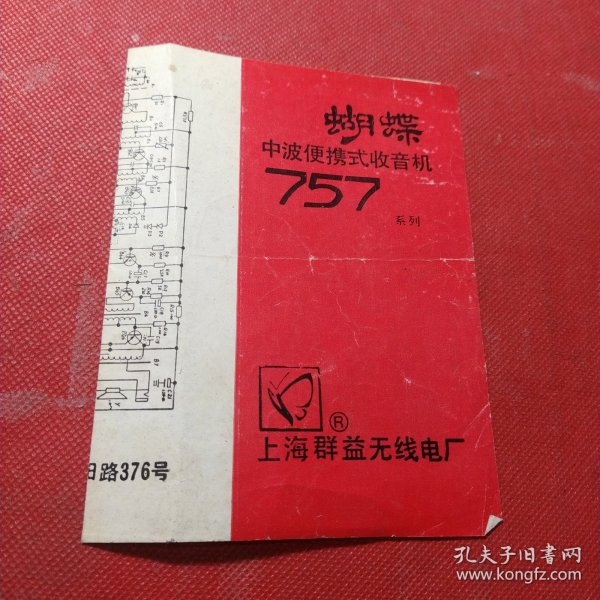 蝴蝶
中波便携式收音机
757
系列
®
上海群益无线电厂
日路376号
孔夫子旧书网
www.kongfz.com